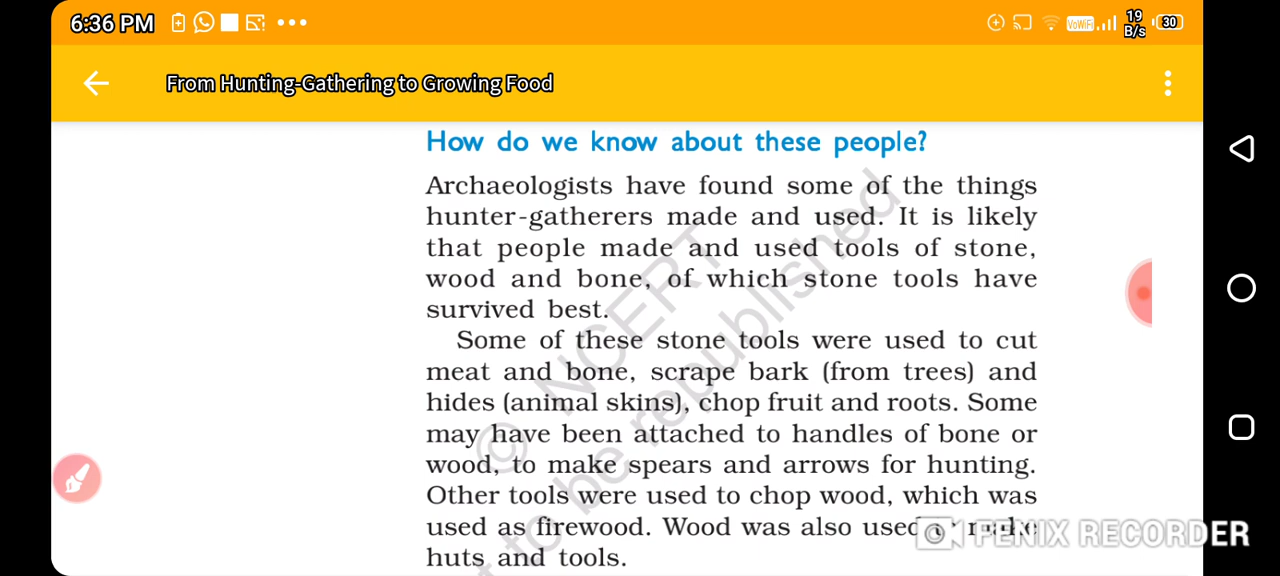 6:36 PM
VoWiFi 19 B/s 30
From Hunting-Gathering to Growing Food
How do we know about these people?
Archaeologists have found some of the things
hunter-gatherers made and used. It is likely
that people made and used tools of stone,
wood and bone, of which stone tools have
survived best.
Some of these stone tools were used to cut
meat and bone, scrape bark (from trees) and
hides (animal skins), chop fruit and roots. Some
may have been attached to handles of bone or
wood, to make spears and arrows for hunting.
Other tools were used to chop wood, which was
used as firewood. Wood was also used make
huts and tools.
© NCERT
to be republished
FENIX RECORDER